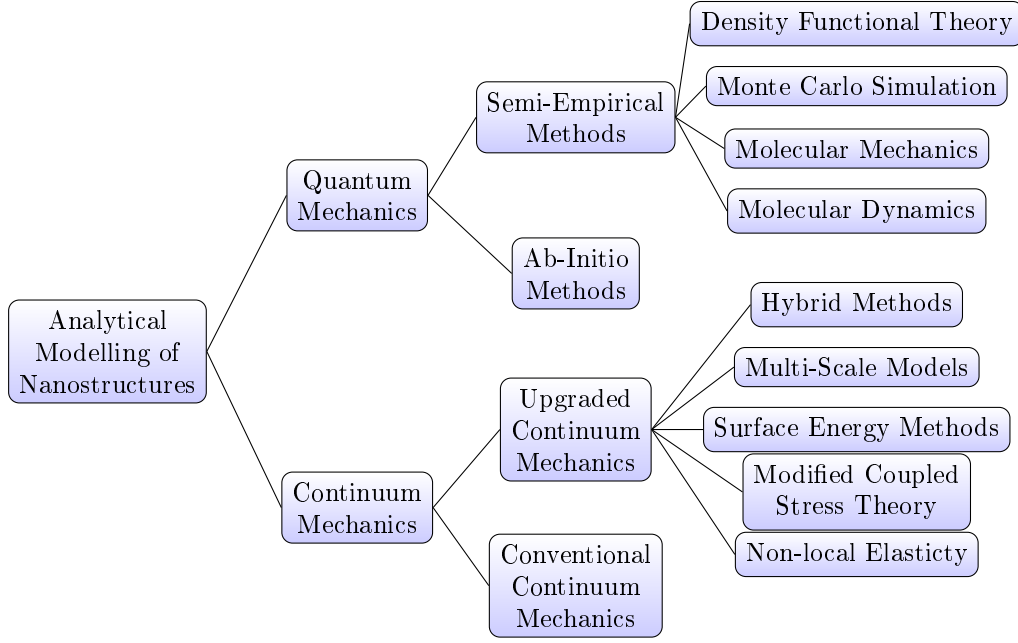 Analytical
Modelling of
Nanostructures
Quantum
Mechanics
Semi-Empirical
Methods
Density Functional Theory
Monte Carlo Simulation
Molecular Mechanics
Molecular Dynamics
Ab-Initio
Methods
Continuum
Mechanics
Upgraded
Continuum
Mechanics
Hybrid Methods
Multi-Scale Models
Surface Energy Methods
Modified Coupled
Stress Theory
Non-local Elasticty
Conventional
Continuum
Mechanics